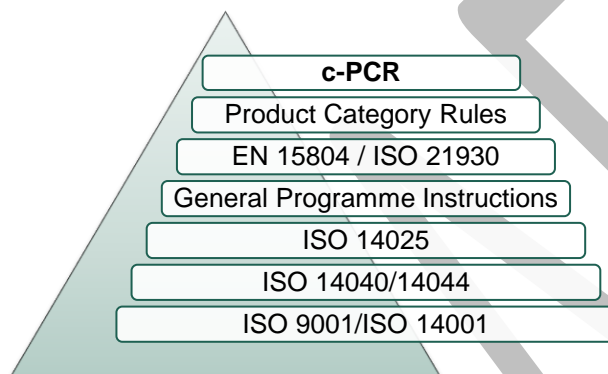 c-PCR
Product Category Rules
EN 15804 / ISO 21930
General Programme Instructions
ISO 14025
ISO 14040/14044
ISO 9001/ISO 14001